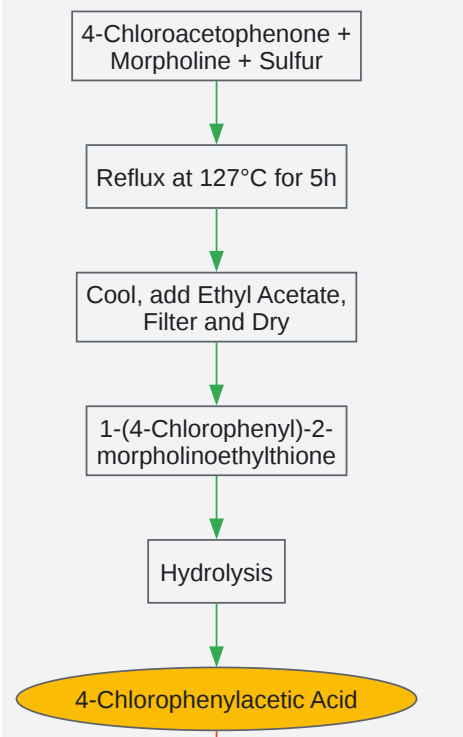 4-Chloroacetophenone +
Morpholine + Sulfur
Reflux at 127°C for 5h
Cool, add Ethyl Acetate,
Filter and Dry
1-(4-Chlorophenyl)-2-
morpholinoethylthione
Hydrolysis
4-Chlorophenylacetic Acid